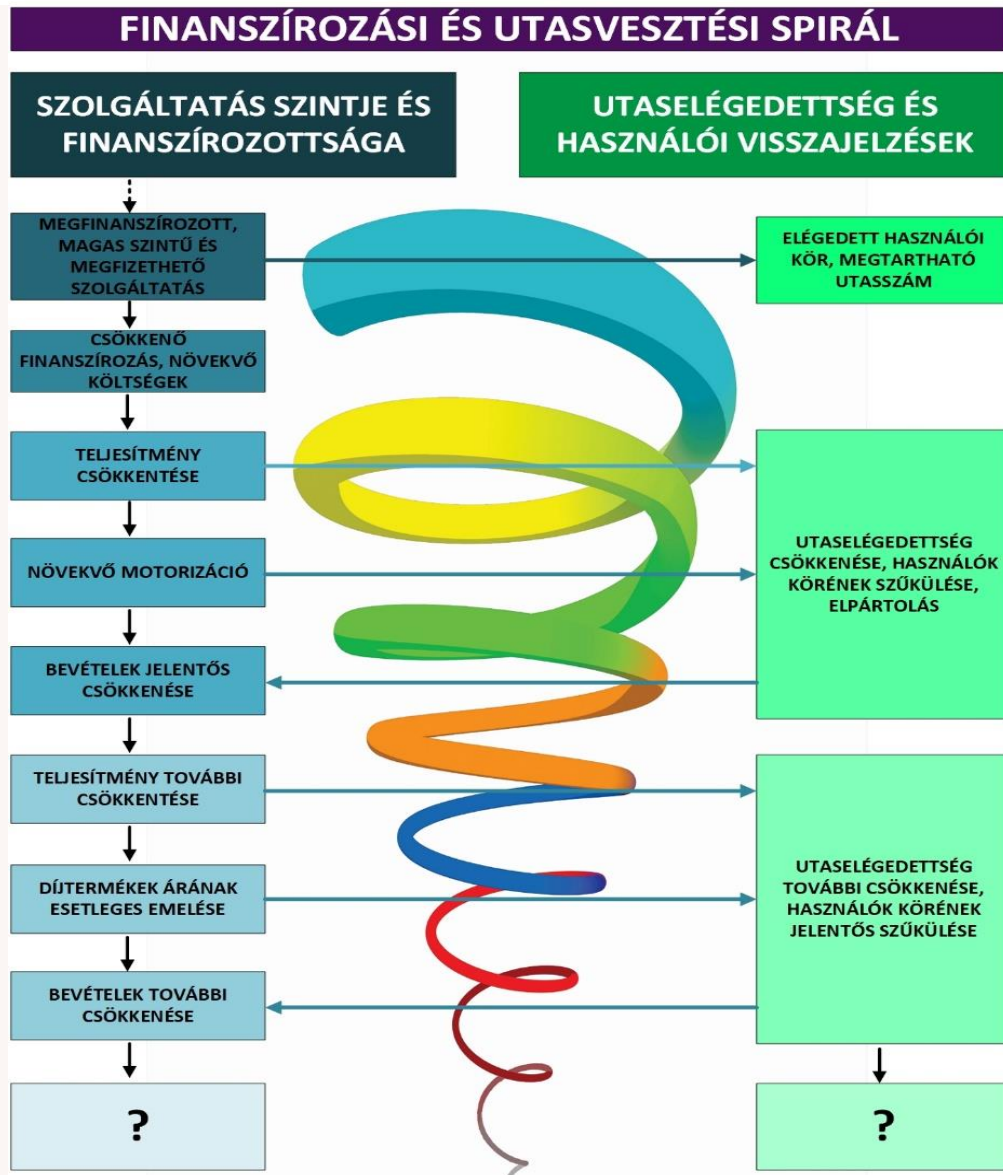 FINANSZÍROZÁSI ÉS UTASVESZTÉSI SPIRÁL
SZOLGÁLTATÁS SZINTJE ÉS
FINANSZÍROZOTTSÁGA
UTASELÉGEDETTSÉG ÉS
HASZNÁLÓI VISSZAJELZÉSEK
MEGFINANSZÍROZOTT,
MAGAS SZINTŰ ÉS
MEGFIZETHETŐ
SZOLGÁLTATÁS
ELÉGEDETT HASZNÁLÓI
KÖR, MEGTARTHATÓ
UTASSZÁM
CSÖKKENŐ
FINANSZÍROZÁS, NÖVEKVŐ
KÖLTSÉGEK
TELJESÍTMÉNY
CSÖKKENTÉSE
NÖVEKVŐ MOTORIZÁCIÓ
UTASELÉGEDETTSÉG
CSÖKKENÉSE, HASZNÁLÓK
KÖRÉNEK SZŰKÜLÉSE,
ELPÁRTOLÁS
BEVÉTELEK JELENTŐS
CSÖKKENÉSE
TELJESÍTMÉNY TOVÁBBI
CSÖKKENTÉSE
DÍJTERMÉKEK ÁRÁNAK
ESETLEGES EMELÉSE
UTASELÉGEDETTSÉG
TOVÁBBI CSÖKKENÉSE,
HASZNÁLÓK KÖRÉNEK
JELENTŐS SZŰKÜLÉSE
BEVÉTELEK TOVÁBBI
CSÖKKENÉSE
?
?